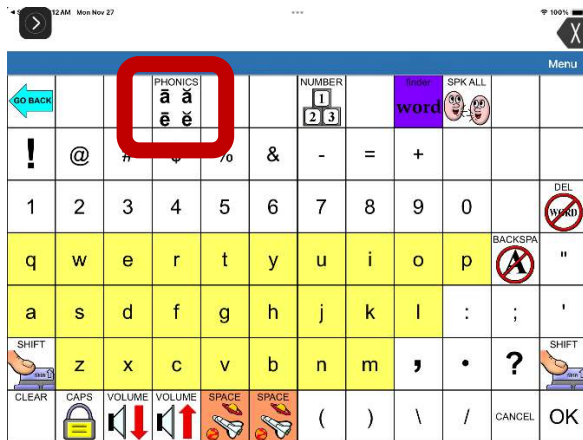 12 AM Mon Nov 27
100%
X
Menu
GO BACK
PHONICS
ā ă
ē ĕ
NUMBER
1
2 3
finder
word
SPK ALL
! @ & - = +
1 2 3 4 5 6 7 8 9 0
DEL
WORD
q w e r t y u i o p
BACKSPA
A
"
a s d f g h j k l : ; '
SHIFT
z x c v b n m , • ?
SHIFT
CLEAR
CAPS
VOLUME
VOLUME
SPACE
SPACE
( ) \ /
CANCEL
OK